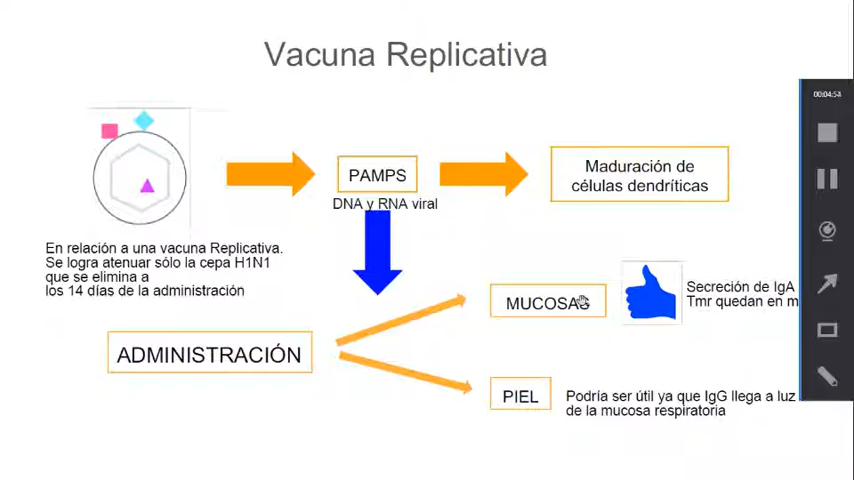 Vacuna Replicativa
00:04:54
PAMPS
Maduración de
células dendríticas
DNA y RNA viral
En relación a una vacuna Replicativa.
Se logra atenuar sólo la cepa H1N1
que se elimina a
los 14 días de la administración
MUCOSAS
Secreción de IgA
Tmr quedan en m
ADMINISTRACIÓN
PIEL
Podría ser útil ya que IgG llega a luz
de la mucosa respiratoria